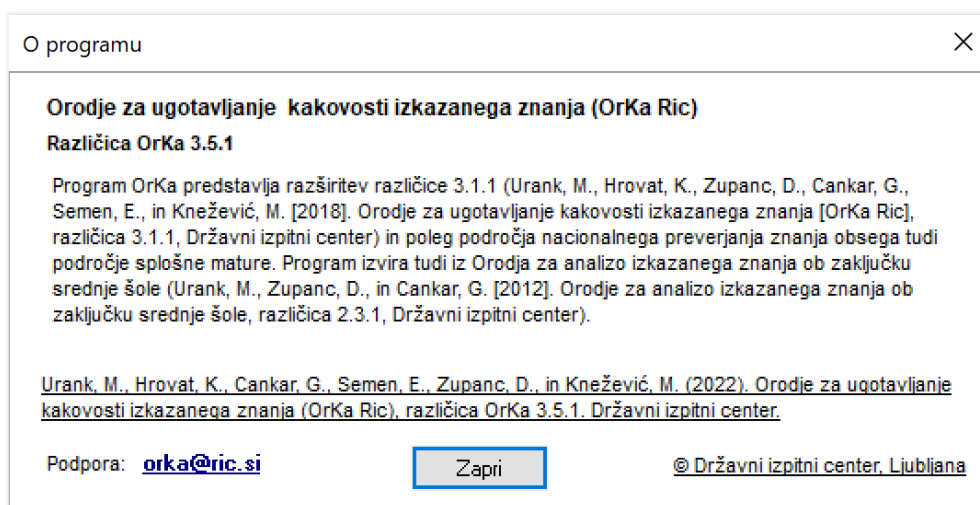 O programu
Orodje za ugotavljanje kakovosti izkazanega znanja (OrKa Ric)
Različica OrKa 3.5.1
Program OrKa predstavlja razširitev različice 3.1.1 (Urank, M., Hrovat, K., Zupanc, D., Cankar, G.,
Semen, E., in Knežević, M. [2018]. Orodje za ugotavljanje kakovosti izkazanega znanja [OrKa Ric],
različica 3.1.1, Državni izpitni center) in poleg področja nacionalnega preverjanja znanja obsega tudi
področje splošne mature. Program izvira tudi iz Orodja za analizo izkazanega znanja ob zaključku
srednje šole (Urank, M., Zupanc, D., in Cankar, G. [2012]. Orodje za analizo izkazanega znanja ob
zaključku srednje šole, različica 2.3.1, Državni izpitni center).
Urank, M., Hrovat, K., Cankar, G., Semen, E., Zupanc, D., in Knežević, M. (2022). Orodje za ugotavljanje
kakovosti izkazanega znanja (OrKa Ric), različica OrKa 3.5.1. Državni izpitni center.
Podpora: orka@ric.si
Zapri
© Državni izpitni center, Ljubljana